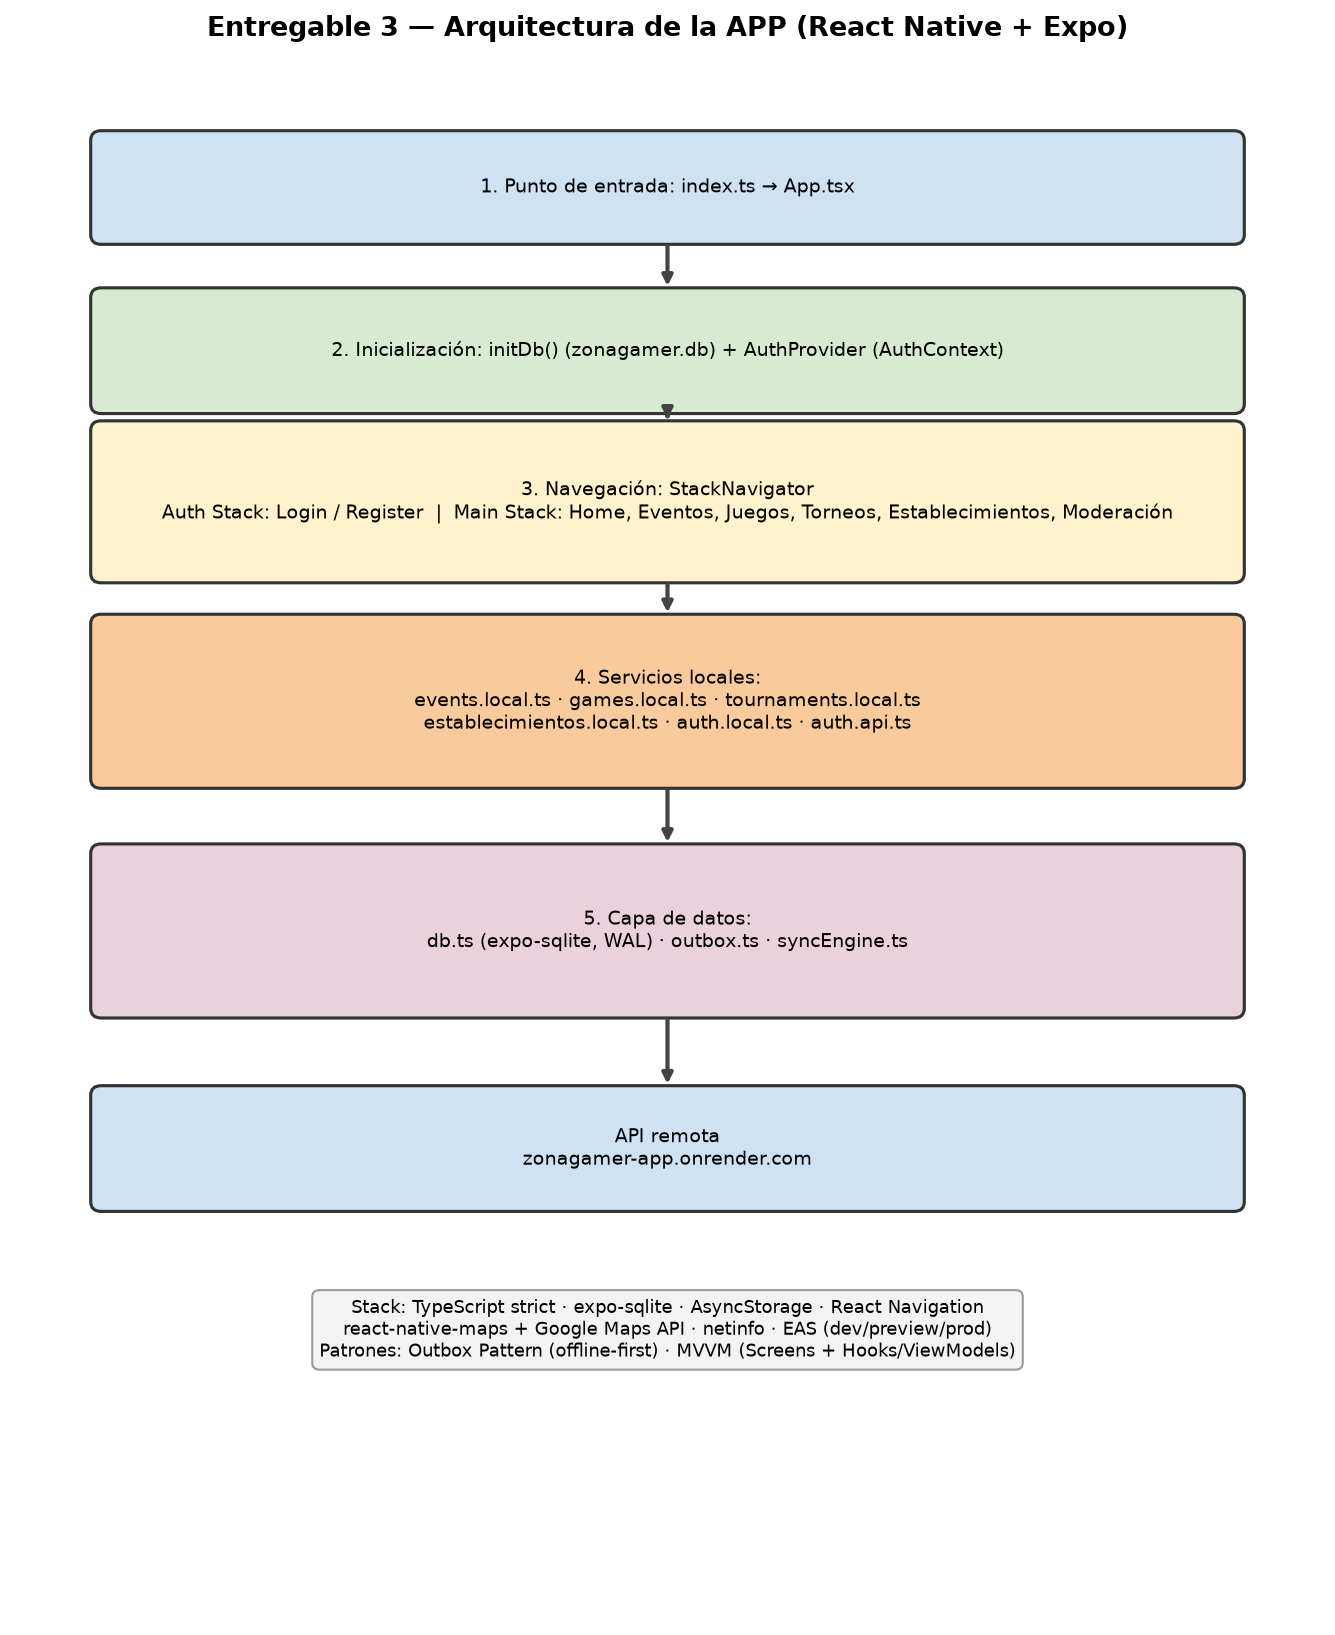 Entregable 3 — Arquitectura de la APP (React Native + Expo)
1. Punto de entrada: index.ts → App.tsx
2. Inicialización: initDb() (zonagamer.db) + AuthProvider (AuthContext)
3. Navegación: StackNavigator
Auth Stack: Login / Register  |  Main Stack: Home, Eventos, Juegos, Torneos, Establecimientos, Moderación
4. Servicios locales:
events.local.ts · games.local.ts · tournaments.local.ts
establecimientos.local.ts · auth.local.ts · auth.api.ts
5. Capa de datos:
db.ts (expo-sqlite, WAL) · outbox.ts · syncEngine.ts
API remota
zonagamer-app.onrender.com
Stack: TypeScript strict · expo-sqlite · AsyncStorage · React Navigation
react-native-maps + Google Maps API · netinfo · EAS (dev/preview/prod)
Patrones: Outbox Pattern (offline-first) · MVVM (Screens + Hooks/ViewModels)